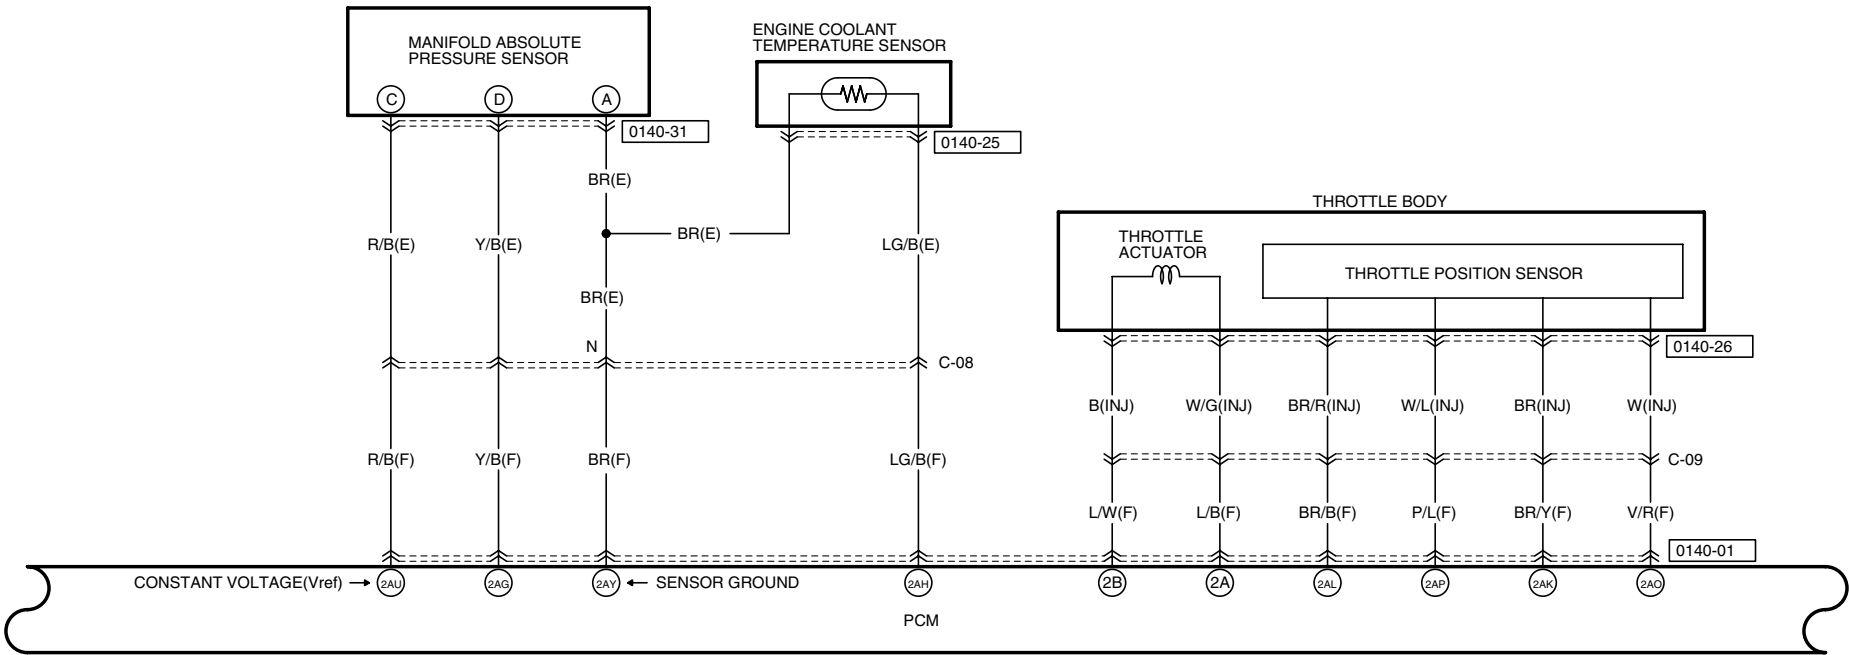 MANIFOLD ABSOLUTE
PRESSURE SENSOR
C
D
A
0140-31
ENGINE COOLANT
TEMPERATURE SENSOR
0140-25
BR(E)
R/B(E)
Y/B(E)
BR(E)
LG/B(E)
BR(E)
N
C-08
THROTTLE BODY
THROTTLE
ACTUATOR
THROTTLE POSITION SENSOR
0140-26
B(INJ)
W/G(INJ)
BR/R(INJ)
W/L(INJ)
BR(INJ)
W(INJ)
R/B(F)
Y/B(F)
BR(F)
LG/B(F)
C-09
L/W(F)
L/B(F)
BR/B(F)
P/L(F)
BR/Y(F)
V/R(F)
0140-01
CONSTANT VOLTAGE(Vref)
2AU
2AG
2AY
SENSOR GROUND
2AH
2B
2A
2AL
2AP
2AK
2AO
PCM